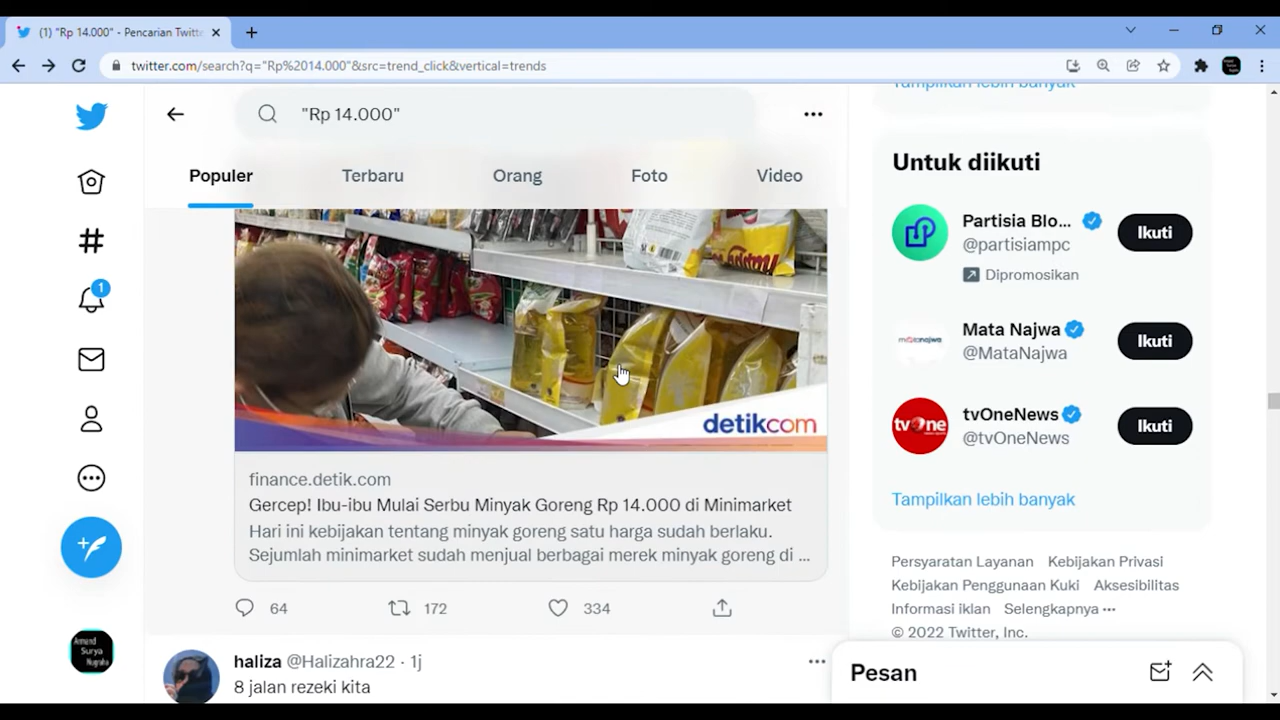 (1) "Rp 14.000" - Pencarian Twitte
twitter.com/search?q="Rp%2014.000"&src=trend_click&vertical=trends
"Rp 14.000"
Populer
Terbaru
Orang
Foto
Video
detikcom
finance.detik.com
Gercep! Ibu-ibu Mulai Serbu Minyak Goreng Rp 14.000 di Minimarket
Hari ini kebijakan tentang minyak goreng satu harga sudah berlaku.
Sejumlah minimarket sudah menjual berbagai merek minyak goreng di ...
64
172
334
haliza @Halizahra22 · 1j
8 jalan rezeki kita
1
Armand
Surya
Nugraha
Tampilkan lebih banyak
Untuk diikuti
Partisia Blo...
@partisiampc
Dipromosikan
Ikuti
matanajwa
Mata Najwa
@MataNajwa
Ikuti
tvOne
tvOneNews
@tvOneNews
Ikuti
Tampilkan lebih banyak
Persyaratan Layanan Kebijakan Privasi
Kebijakan Penggunaan Kuki Aksesibilitas
Informasi iklan Selengkapnya ···
© 2022 Twitter, Inc.
Pesan